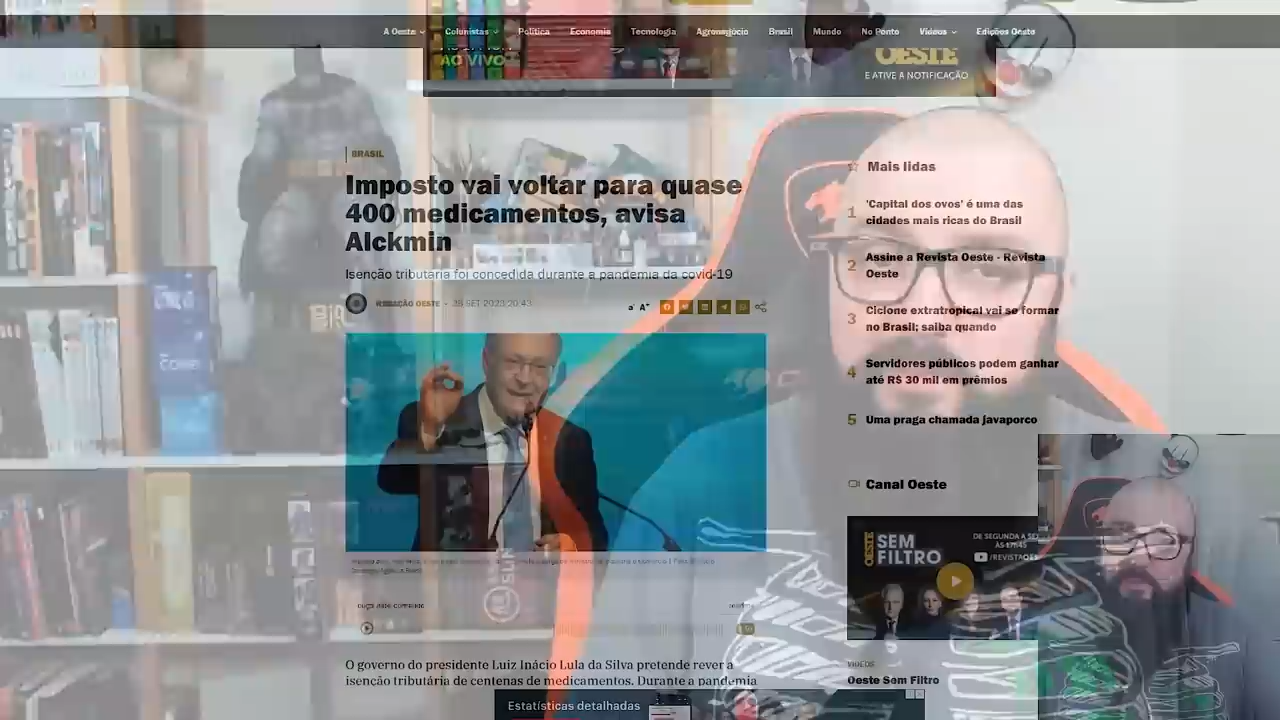 A Oeste
Colunistas
Política
Economia
Tecnologia
Agronegócio
Brasil
Mundo
No Ponto
Vídeos
Edições Oeste
AO VIVO
OESTE
E ATIVE A NOTIFICAÇÃO
BRASIL
Imposto vai voltar para quase
400 medicamentos, avisa
Alckmin
Isenção tributária foi concedida durante a pandemia da covid-19
REDAÇÃO OESTE
a- A+
O governo do presidente Luiz Inácio Lula da Silva pretende rever a
isenção tributária de centenas de medicamentos. Durante a pandemia
Estatísticas detalhadas
Mais lidas
1
'Capital dos ovos' é uma das
cidades mais ricas do Brasil
2
Assine a Revista Oeste - Revista
Oeste
3
Ciclone extratropical vai se formar
no Brasil; saiba quando
4
Servidores públicos podem ganhar
até R$ 30 mil em prêmios
5
Uma praga chamada javaporco
Canal Oeste
OESTE
SEM
FILTRO
DE SEGUNDA A
ÀS 17H45
VÍDEOS
Oeste Sem Filtro